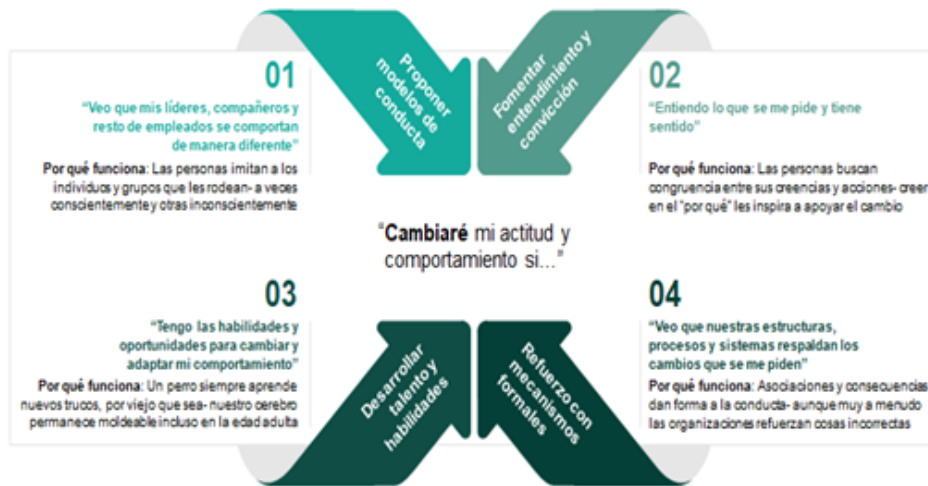 Proponer
modelos de
conducta
Fomentar
entendimiento y
convicción
01
“Veo que mis líderes, compañeros y
resto de empleados se comportan
de manera diferente”
Por qué funciona: Las personas imitan a los
individuos y grupos que les rodean- a veces
conscientemente y otras inconscientemente
02
“Entiendo lo que se me pide y tiene
sentido”
Por qué funciona: Las personas buscan
congruencia entre sus creencias y acciones- creer
en el “por qué” les inspira a apoyar el cambio
“Cambiaré mi actitud y
comportamiento si...”
03
“Tengo las habilidades y
oportunidades para cambiar y
adaptar mi comportamiento”
Por qué funciona: Un perro siempre aprende
nuevos trucos, por viejo que sea- nuestro cerebro
permanece moldeable incluso en la edad adulta
04
“Veo que nuestras estructuras,
procesos y sistemas respaldan los
cambios que se me piden”
Por qué funciona: Asociaciones y consecuencias
dan forma a la conducta- aunque muy a menudo
las organizaciones refuerzan cosas incorrectas
Desarrollar
talento y
habilidades
Refuerzo con
mecanismos
formales